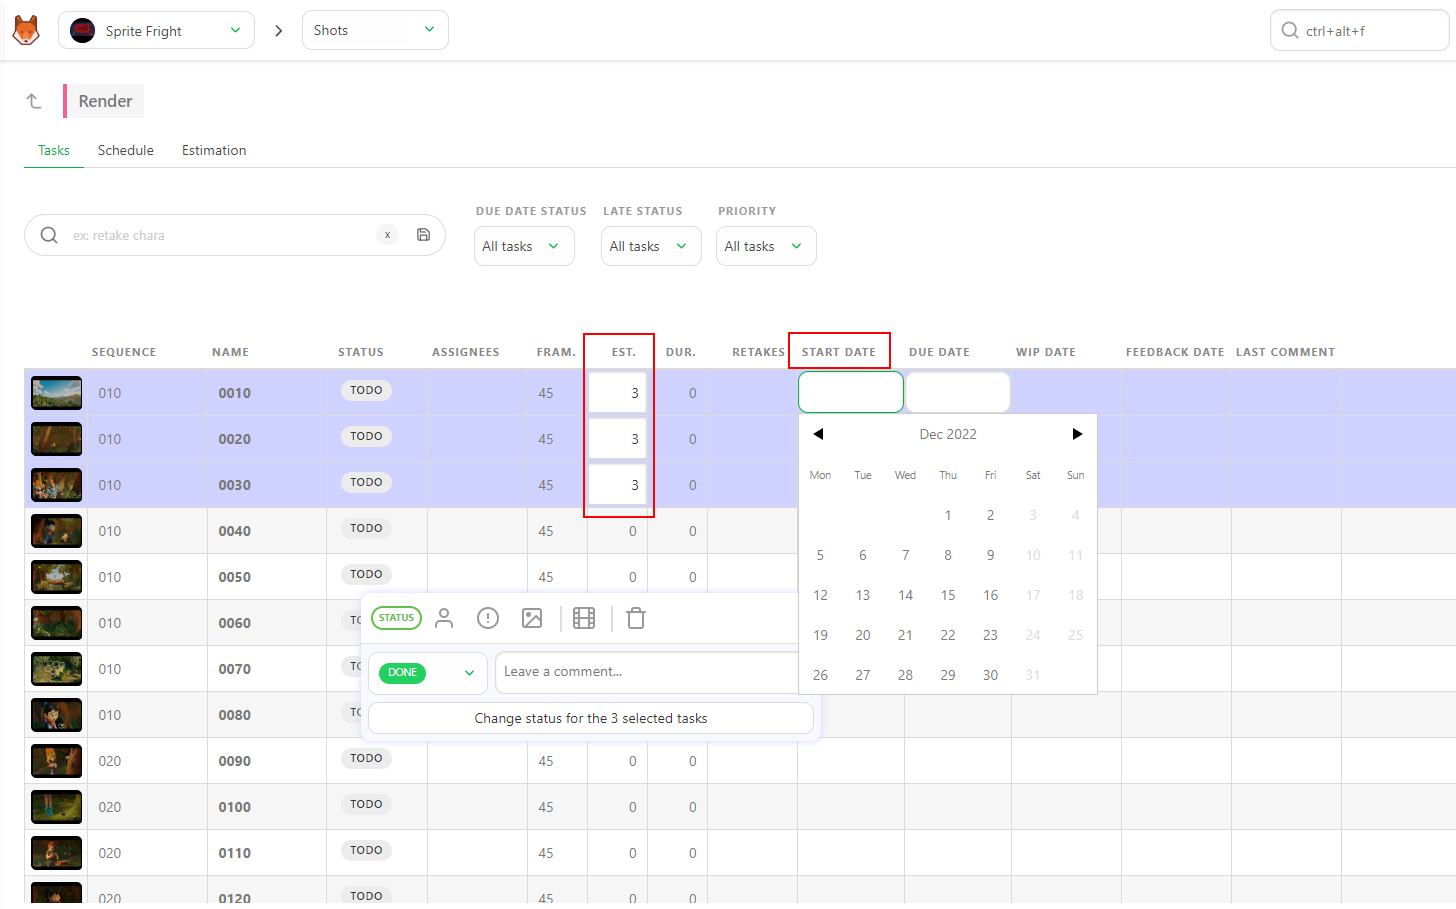 Sprite Fright
Shots
ctrl+alt+f
Render
Tasks Schedule Estimation
DUE DATE STATUS LATE STATUS PRIORITY
ex: retake chara x All tasks All tasks All tasks
SEQUENCE NAME STATUS ASSIGNEES FRAM. EST. DUR. RETAKES START DATE DUE DATE WIP DATE FEEDBACK DATE LAST COMMENT
010 0010 TODO 45 3 0
010 0020 TODO 45 3 0
010 0030 TODO 45 3 0
010 0040 TODO 45 0 0
010 0050 TODO 45 0 0
010 0060
010 0070
010 0080
020 0090 TODO 45 0 0
020 0100 TODO 45 0 0
020 0110 TODO 45 0 0
020 0120 TODO 45 0 0
Dec 2022
Mon Tue Wed Thu Fri Sat Sun
1 2 3 4
5 6 7 8 9 10 11
12 13 14 15 16 17 18
19 20 21 22 23 24 25
26 27 28 29 30 31
STATUS
DONE Leave a comment...
Change status for the 3 selected tasks